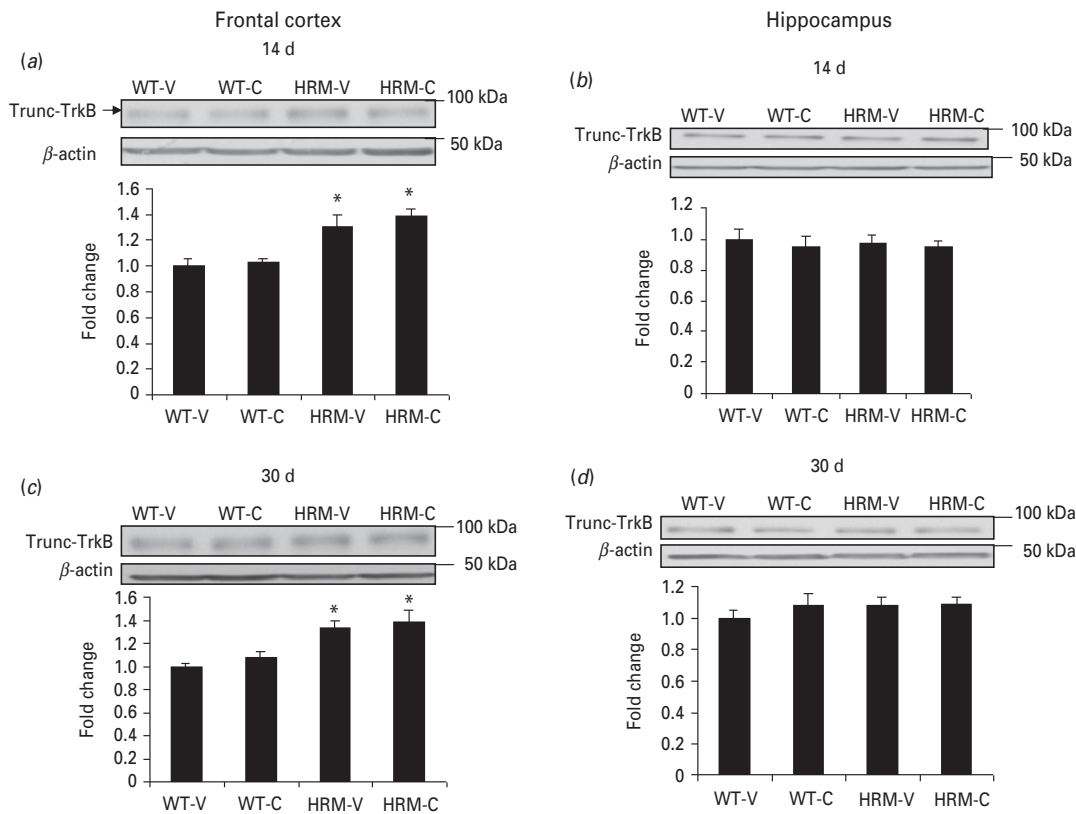 Frontal cortex
14 d
(a)
WT-V WT-C HRM-V HRM-C
100 kDa
Trunc-TrkB
50 kDa
β-actin
1.6
1.4
1.2
1.0
0.8
0.6
0.4
0.2
0
Fold change
* *
WT-V WT-C HRM-V HRM-C
Hippocampus
14 d
(b)
WT-V WT-C HRM-V HRM-C
100 kDa
Trunc-TrkB
50 kDa
β-actin
1.2
1.0
0.8
0.6
0.4
0.2
0
Fold change
WT-V WT-C HRM-V HRM-C
30 d
(c)
WT-V WT-C HRM-V HRM-C
100 kDa
Trunc-TrkB
50 kDa
β-actin
1.6
1.4
1.2
1.0
0.8
0.6
0.4
0.2
0
Fold change
* *
WT-V WT-C HRM-V HRM-C
30 d
(d)
WT-V WT-C HRM-V HRM-C
100 kDa
Trunc-TrkB
50 kDa
β-actin
1.2
1.0
0.8
0.6
0.4
0.2
0
Fold change
WT-V WT-C HRM-V HRM-C